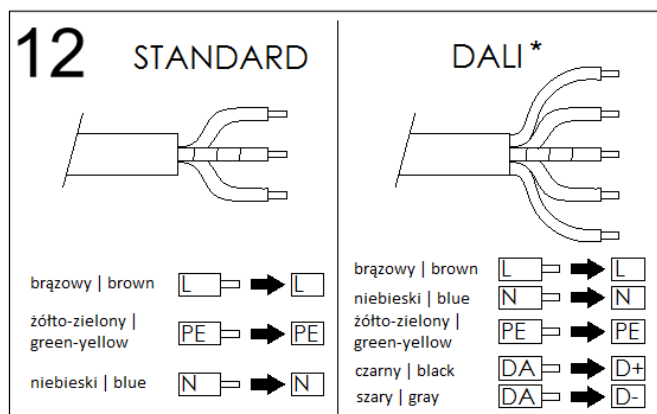 12 STANDARD
brązowy | brown L L
żółto-zielony |
green-yellow PE PE
niebieski | blue N N
DALI *
brązowy | brown L L
niebieski | blue N N
żółto-zielony |
green-yellow PE PE
czarny | black DA D+
szary | gray DA D-